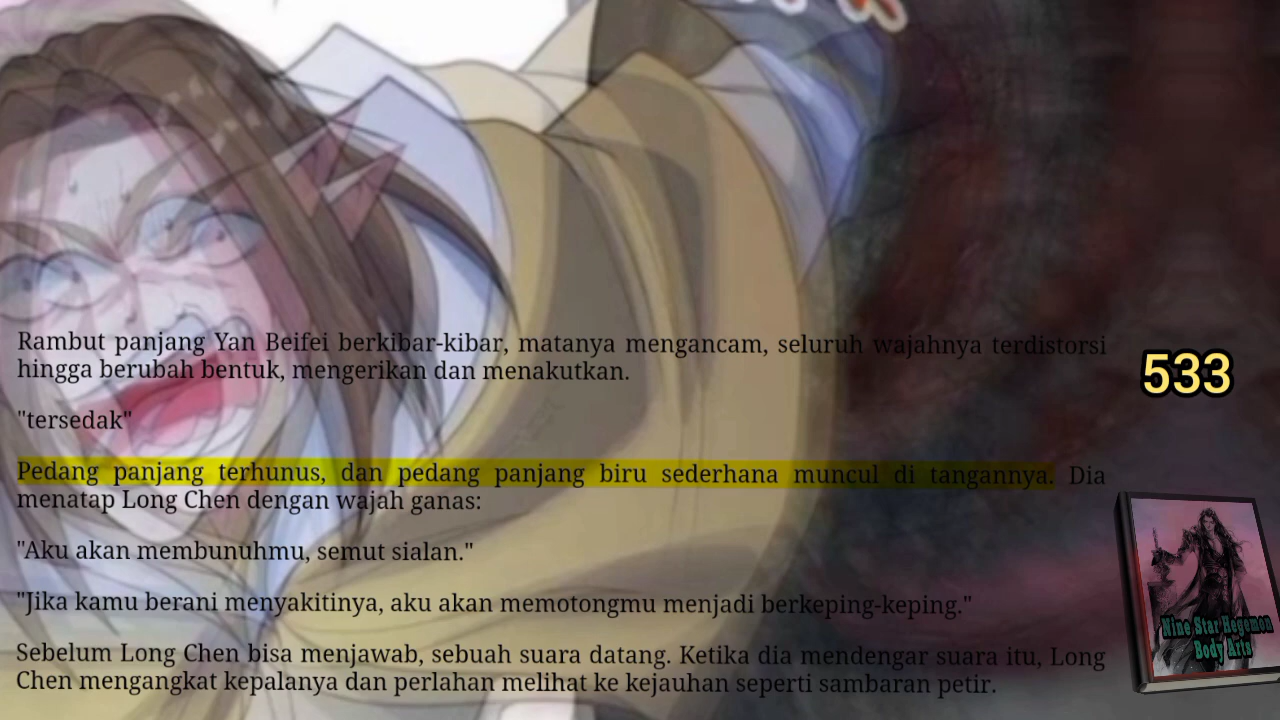 Rambut panjang Yan Beifei berkibar-kibar, matanya mengancam, seluruh wajahnya terdistorsi
hingga berubah bentuk, mengerikan dan menakutkan.
"tersedak"
Pedang panjang terhunus, dan pedang panjang biru sederhana muncul di tangannya. Dia
menatap Long Chen dengan wajah ganas:
"Aku akan membunuhmu, semut sialan."
"Jika kamu berani menyakitinya, aku akan memotongmu menjadi berkeping-keping."
Sebelum Long Chen bisa menjawab, sebuah suara datang. Ketika dia mendengar suara itu, Long
Chen mengangkat kepalanya dan perlahan melihat ke kejauhan seperti sambaran petir.
533
Nine Star Hegemon
Body Arts